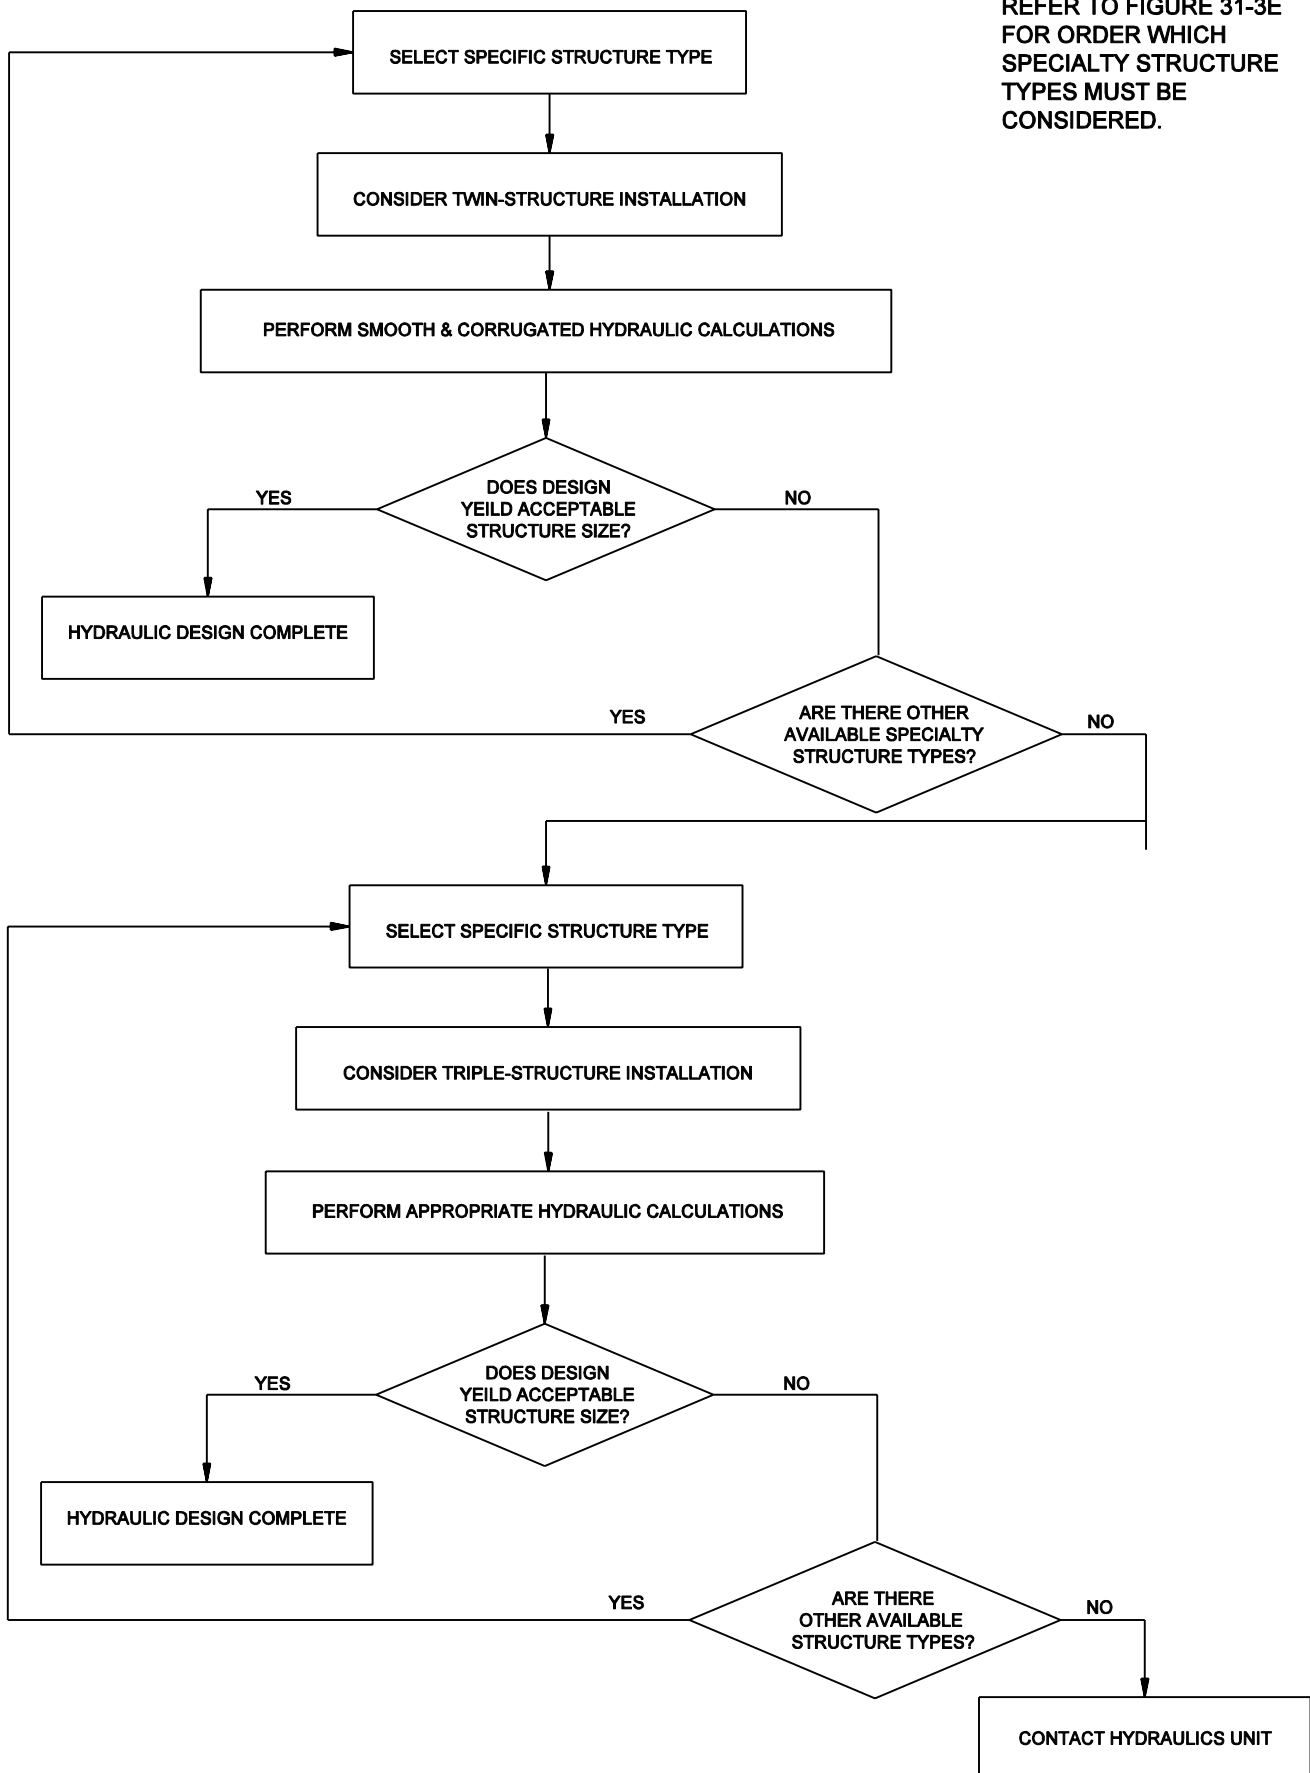 REFER TO FIGURE 31-3E
FOR ORDER WHICH
SPECIALTY STRUCTURE
TYPES MUST BE
CONSIDERED.
SELECT SPECIFIC STRUCTURE TYPE
CONSIDER TWIN-STRUCTURE INSTALLATION
PERFORM SMOOTH & CORRUGATED HYDRAULIC CALCULATIONS
DOES DESIGN
YEILD ACCEPTABLE
STRUCTURE SIZE?
YES
NO
HYDRAULIC DESIGN COMPLETE
ARE THERE OTHER
AVAILABLE SPECIALTY
STRUCTURE TYPES?
YES
NO
SELECT SPECIFIC STRUCTURE TYPE
CONSIDER TRIPLE-STRUCTURE INSTALLATION
PERFORM APPROPRIATE HYDRAULIC CALCULATIONS
DOES DESIGN
YEILD ACCEPTABLE
STRUCTURE SIZE?
YES
NO
HYDRAULIC DESIGN COMPLETE
ARE THERE
OTHER AVAILABLE
STRUCTURE TYPES?
YES
NO
CONTACT HYDRAULICS UNIT